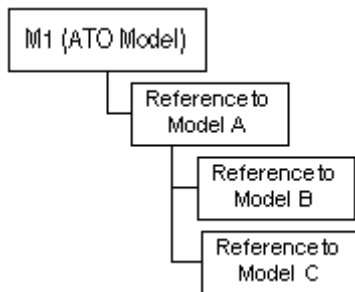 M1 (ATO Model)
Reference to
Model A
Reference to
Model B
Reference to
Model C